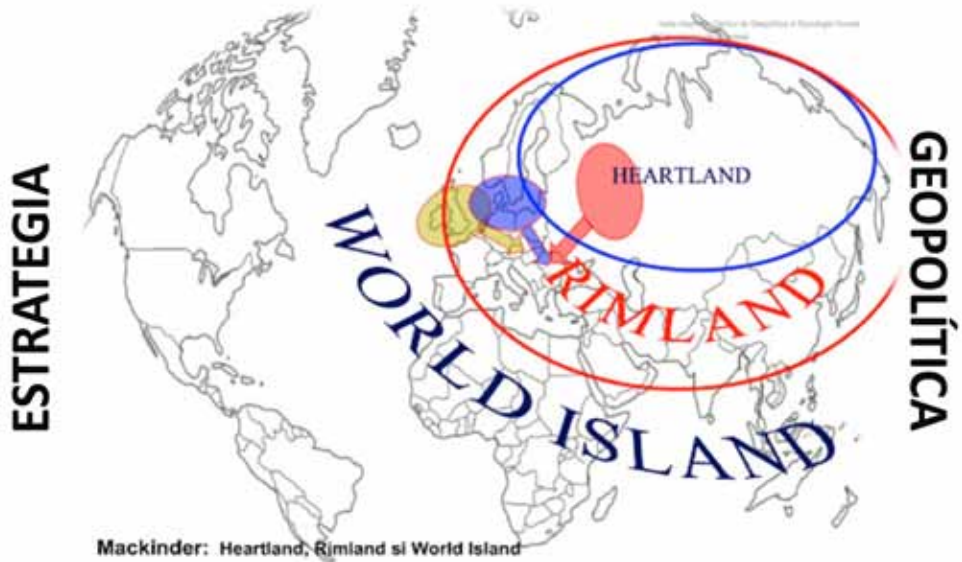 ESTRATEGIA
GEOPOLÍTICA
HEARTLAND
RIMLAND
WORLD ISLAND
Mackinder: Heartland, Rimland si World Island